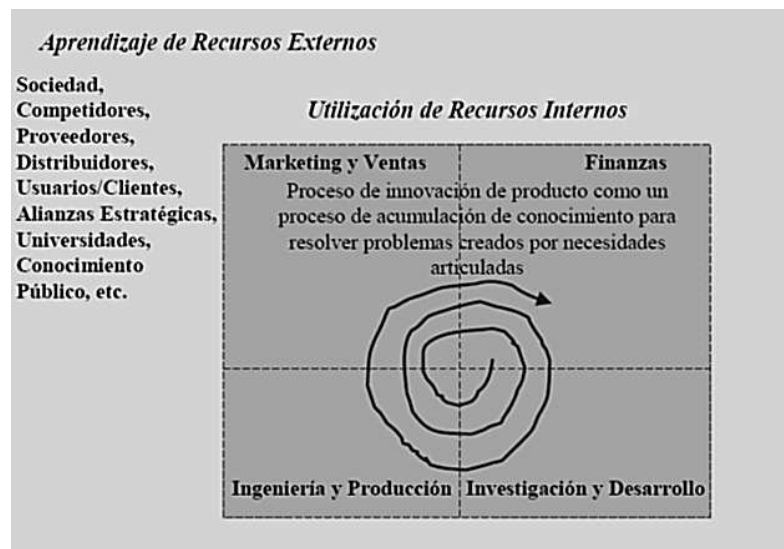 Aprendizaje de Recursos Externos
Sociedad,
Competidores,
Proveedores,
Distribuidores,
Usuarios/Clientes,
Alianzas Estratégicas,
Universidades,
Conocimiento
Público, etc.
Utilización de Recursos Internos
Marketing y Ventas
Finanzas
Proceso de innovación de producto como un
proceso de acumulación de conocimiento para
resolver problemas creados por necesidades
articuladas
Ingeniería y Producción
Investigación y Desarrollo